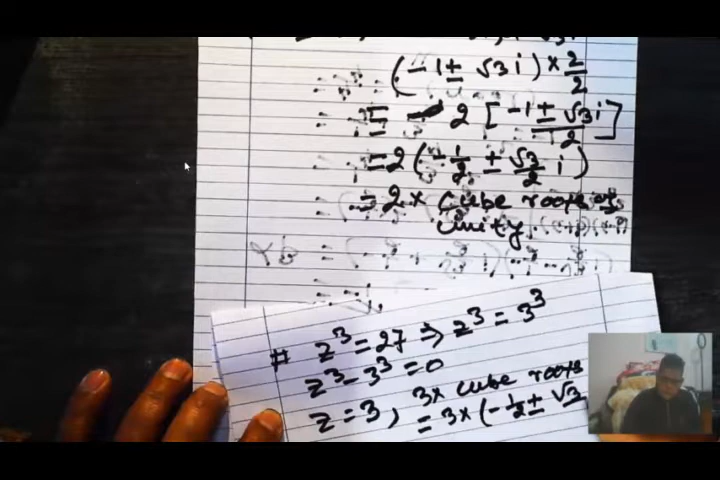 (-1 ± √3 i) × 2/2
= 2 [(-1 ± √3 i)/2]
= 2 (-1/2 ± √3/2 i)
= 2 × cube roots of
unity.
# z³ = 27 ⇒ z³ = 3³
z³ - 3³ = 0
z = 3, 3× cube roots
= 3× (-1/2 ± √3